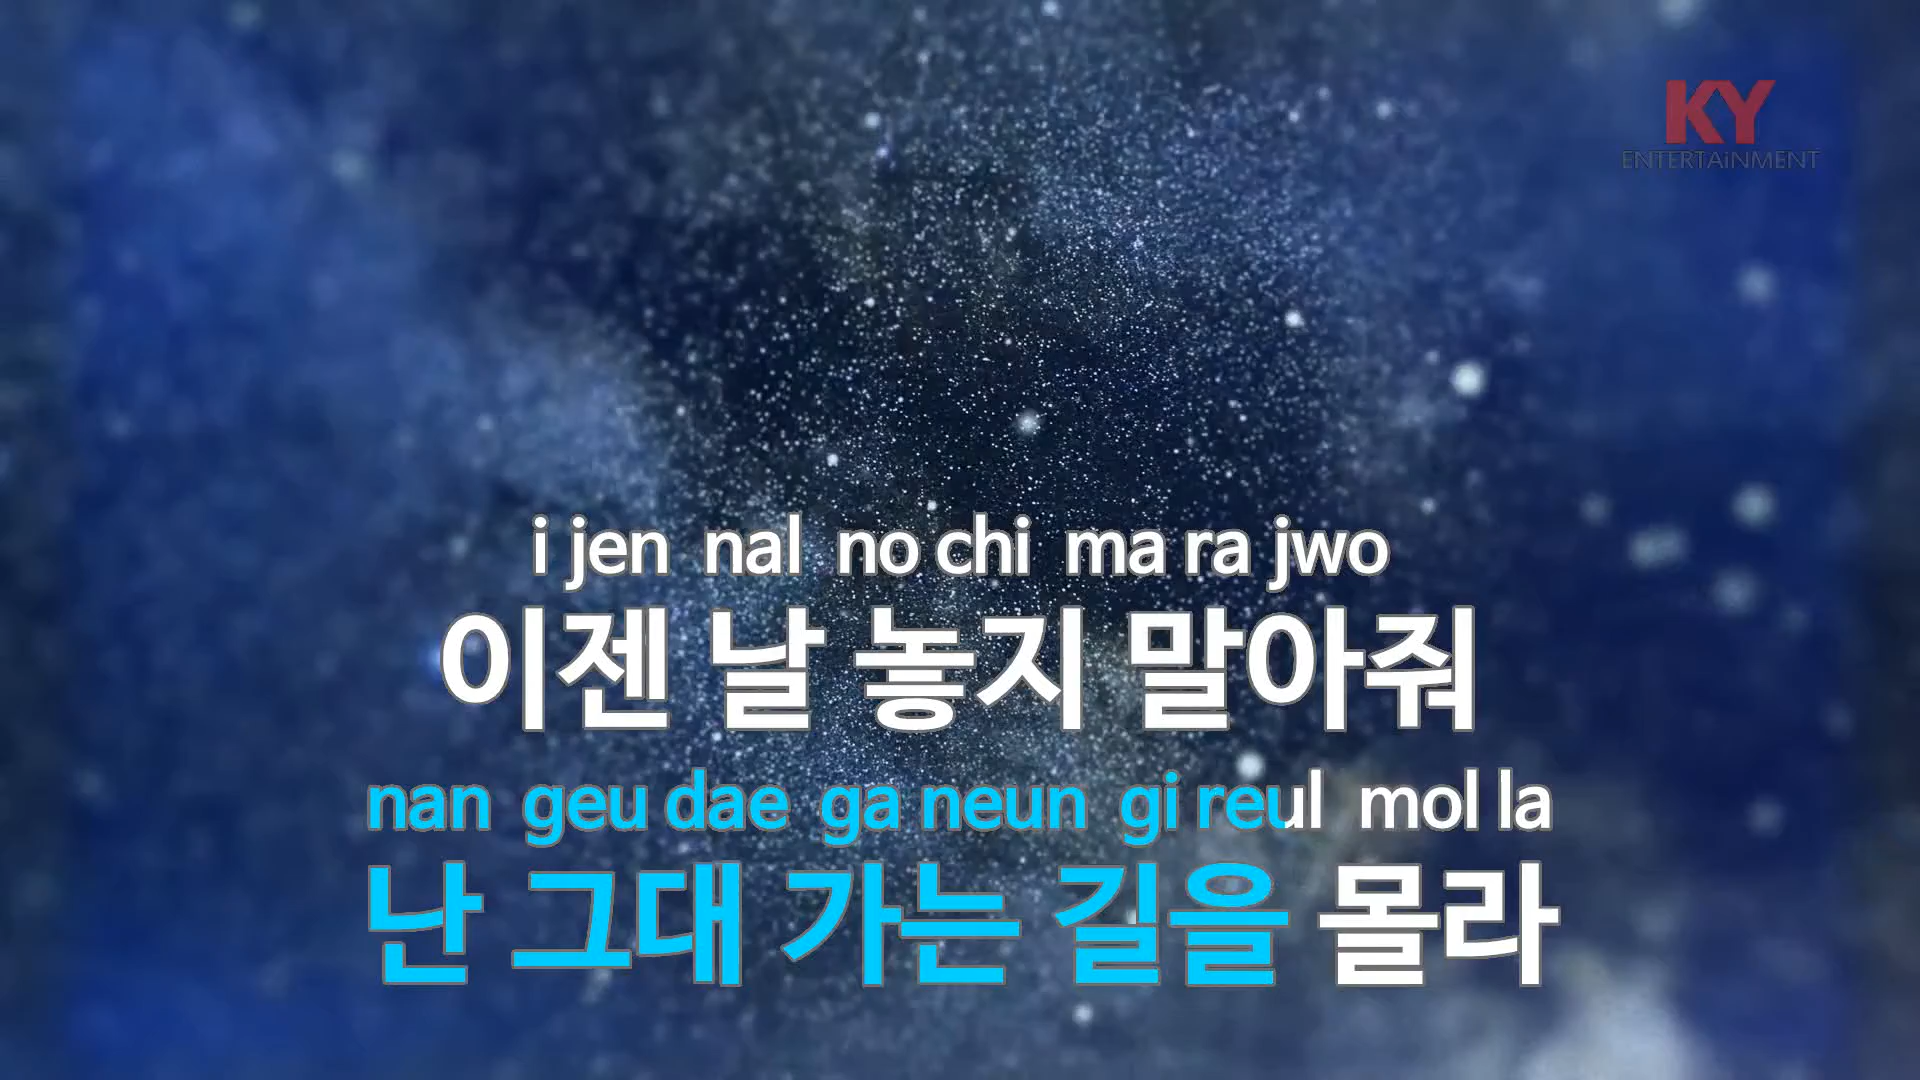 KY
ENTERTAiNMENT
i jen nal no chi ma ra jwo
이젠 날 놓지 말아줘
nan geu dae ga neun gi reul mol la
난 그대 가는 길을 몰라